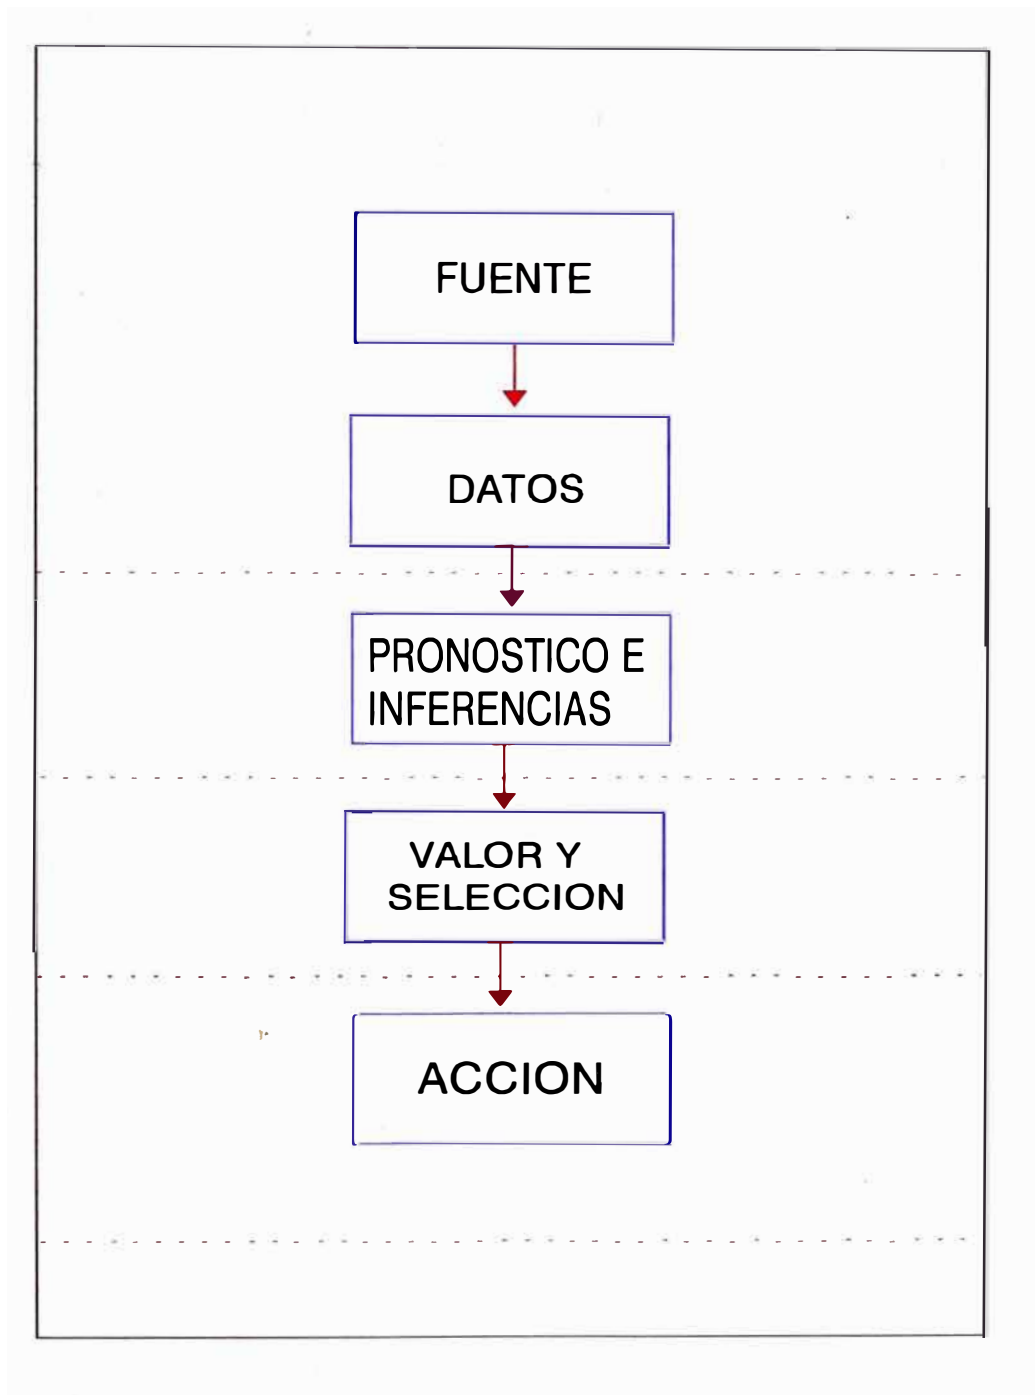 FUENTE
DATOS
PRONOSTICO E
INFERENCIAS
VALOR Y
SELECCION
ACCION